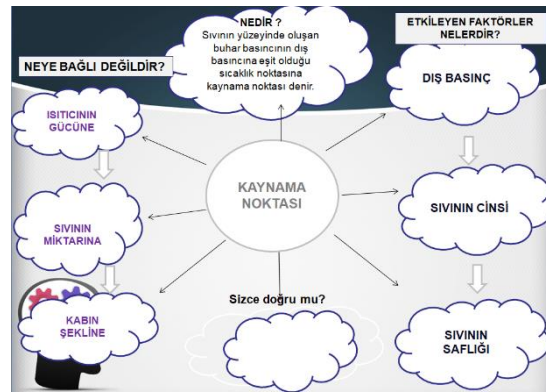 NEDİR ?
Sıvının yüzeyinde oluşan
buhar basıncının dış
basıncına eşit olduğu
sıcaklık noktasına
kaynama noktası denir.
ETKİLEYEN FAKTÖRLER
NELERDİR?
NEYE BAĞLI DEĞİLDİR?
DIŞ BASINÇ
ISITICININ
GÜCÜNE
KAYNAMA
NOKTASI
SIVININ CİNSİ
SIVININ
MİKTARINA
Sizce doğru mu?
KABIN
ŞEKLİNE
SIVININ
SAFLIĞI